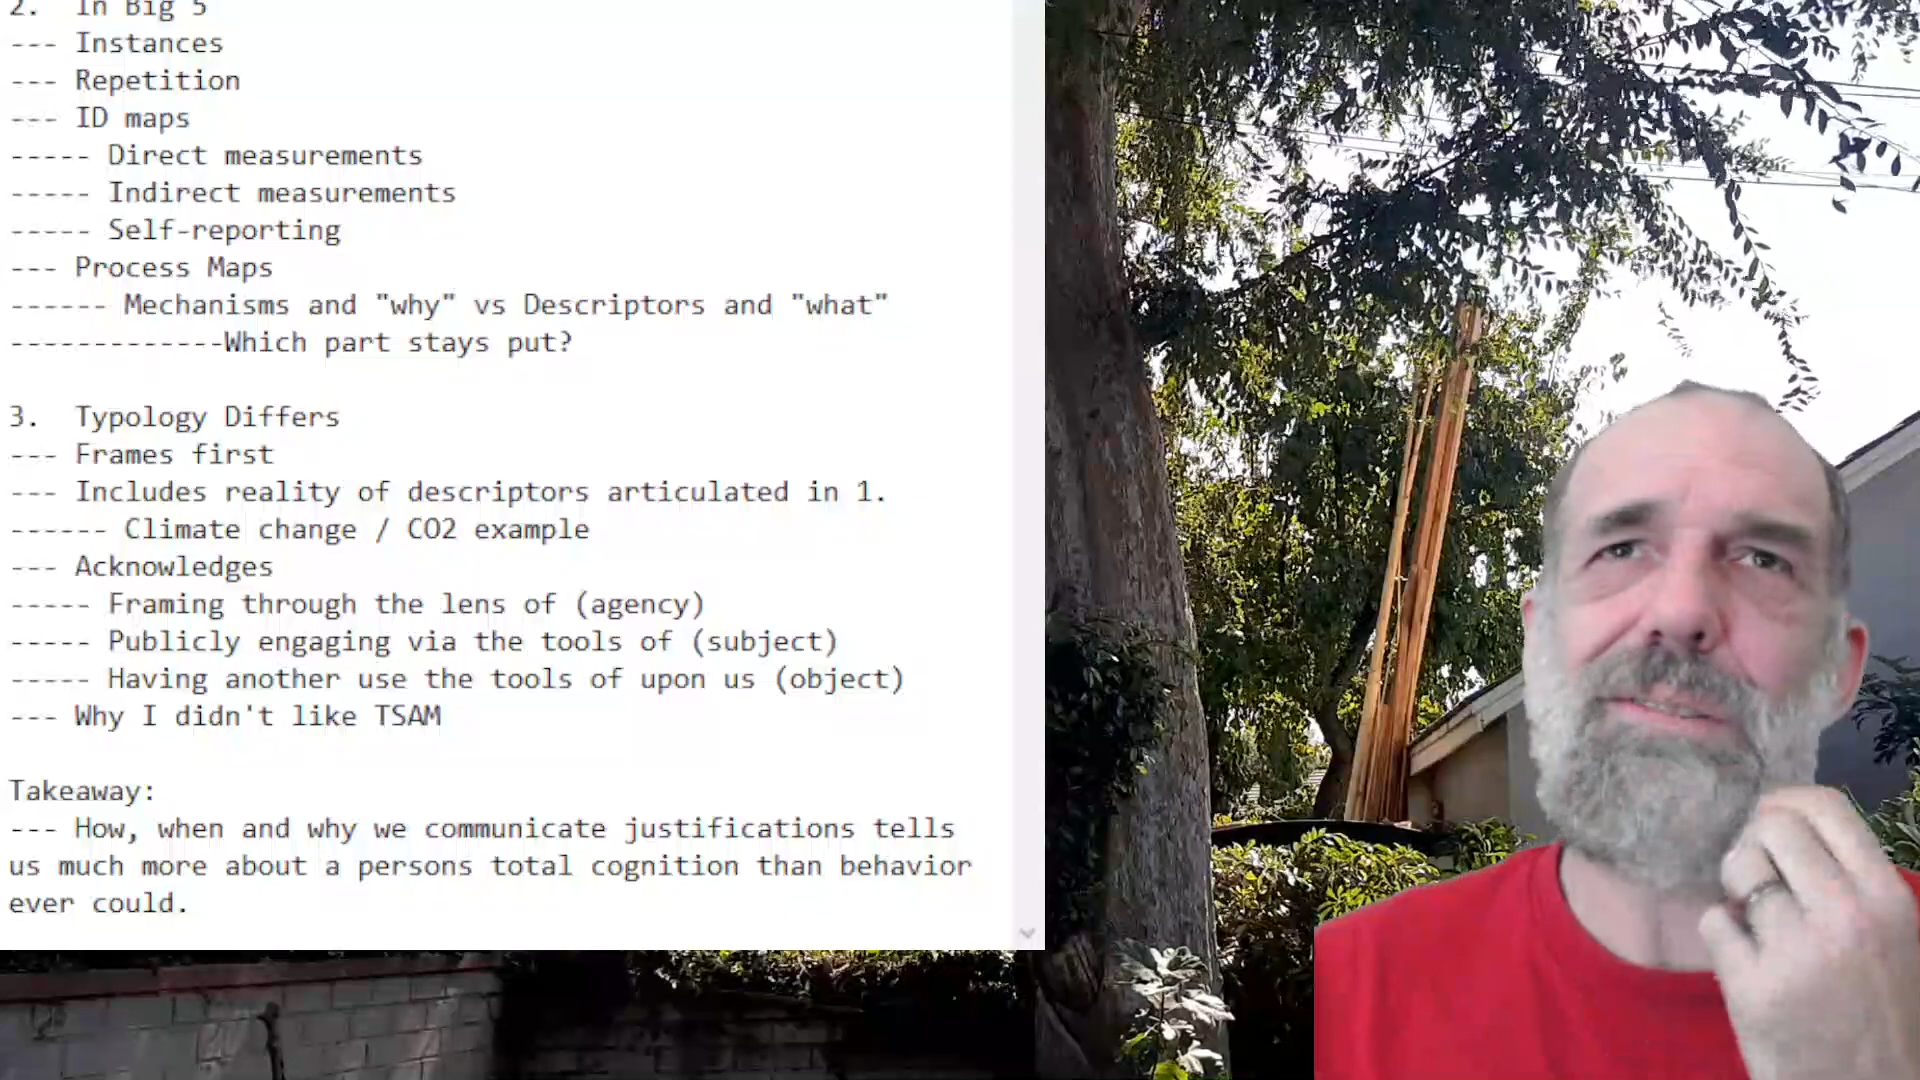 2.  In Big 5
--- Instances
--- Repetition
--- ID maps
----- Direct measurements
----- Indirect measurements
----- Self-reporting
--- Process Maps
------ Mechanisms and "why" vs Descriptors and "what"
-------------Which part stays put?
3.  Typology Differs
--- Frames first
--- Includes reality of descriptors articulated in 1.
------ Climate change / CO2 example
--- Acknowledges
----- Framing through the lens of (agency)
----- Publicly engaging via the tools of (subject)
----- Having another use the tools of upon us (object)
--- Why I didn't like TSAM
Takeaway:
--- How, when and why we communicate justifications tells
us much more about a persons total cognition than behavior
ever could.